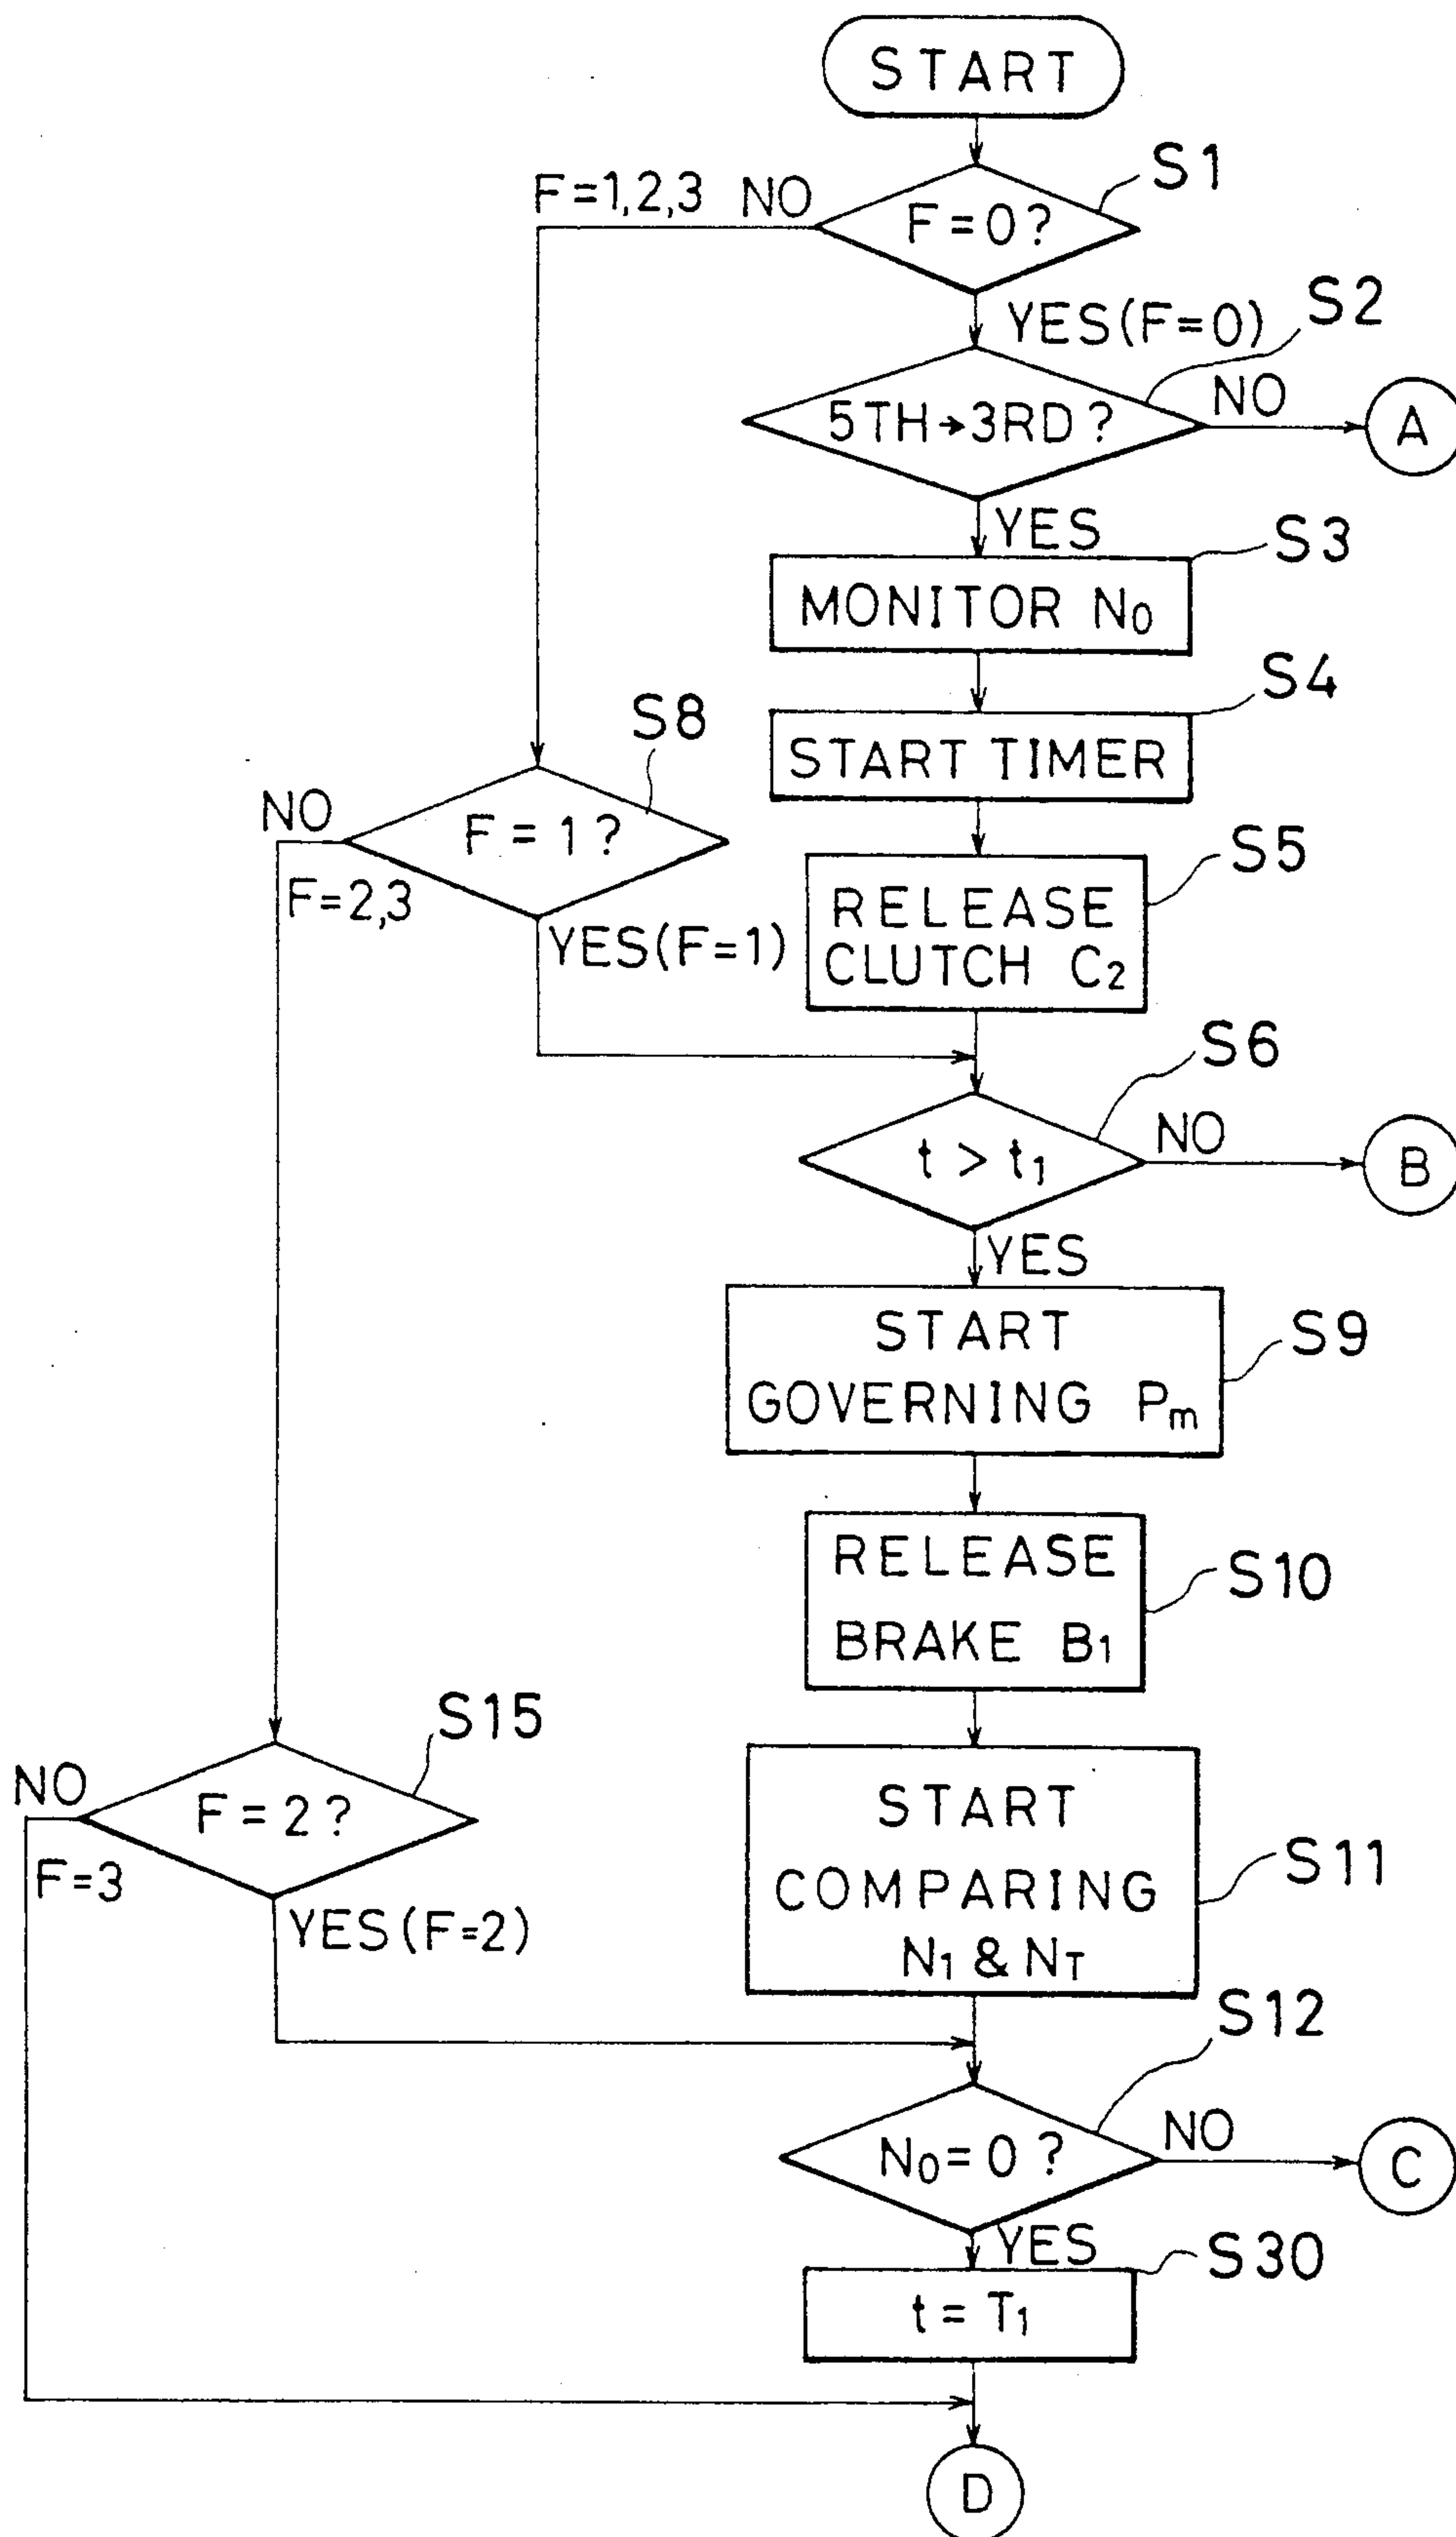 START
S1
F=1,2,3 NO
F=0?
S2
YES(F=0)
5TH→3RD?
NO
A
YES
S3
MONITOR N₀
S4
START TIMER
S8
NO
F=1?
F=2,3
YES(F=1)
S5
RELEASE
CLUTCH C₂
S6
t > t₁
NO
B
YES
S9
START
GOVERNING Pₘ
S10
RELEASE
BRAKE B₁
S15
NO
F=2?
F=3
YES(F=2)
S11
START
COMPARING
N₁ & N_T
S12
N₀=0?
NO
C
YES
S30
t = T₁
D